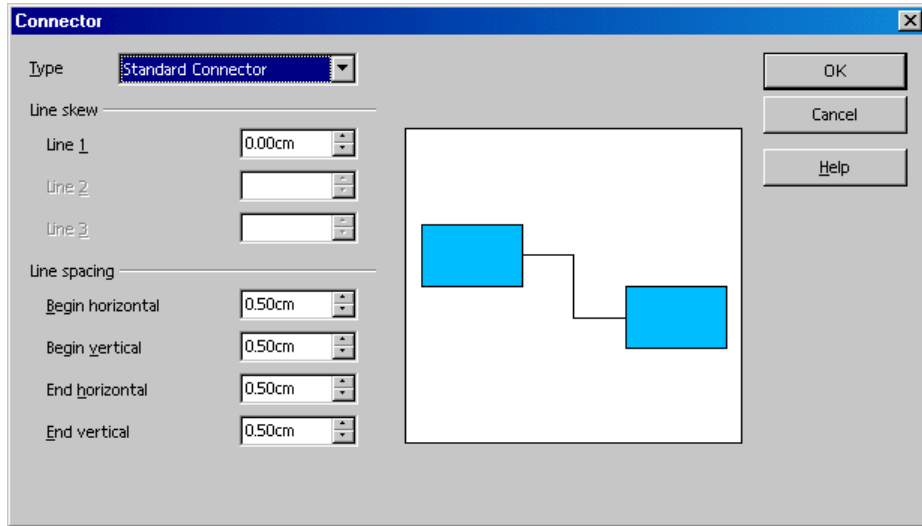 Connector
Type Standard Connector
OK
Cancel
Help
Line skew
Line 1 0.00cm
Line 2
Line 3
Line spacing
Begin horizontal 0.50cm
Begin vertical 0.50cm
End horizontal 0.50cm
End vertical 0.50cm